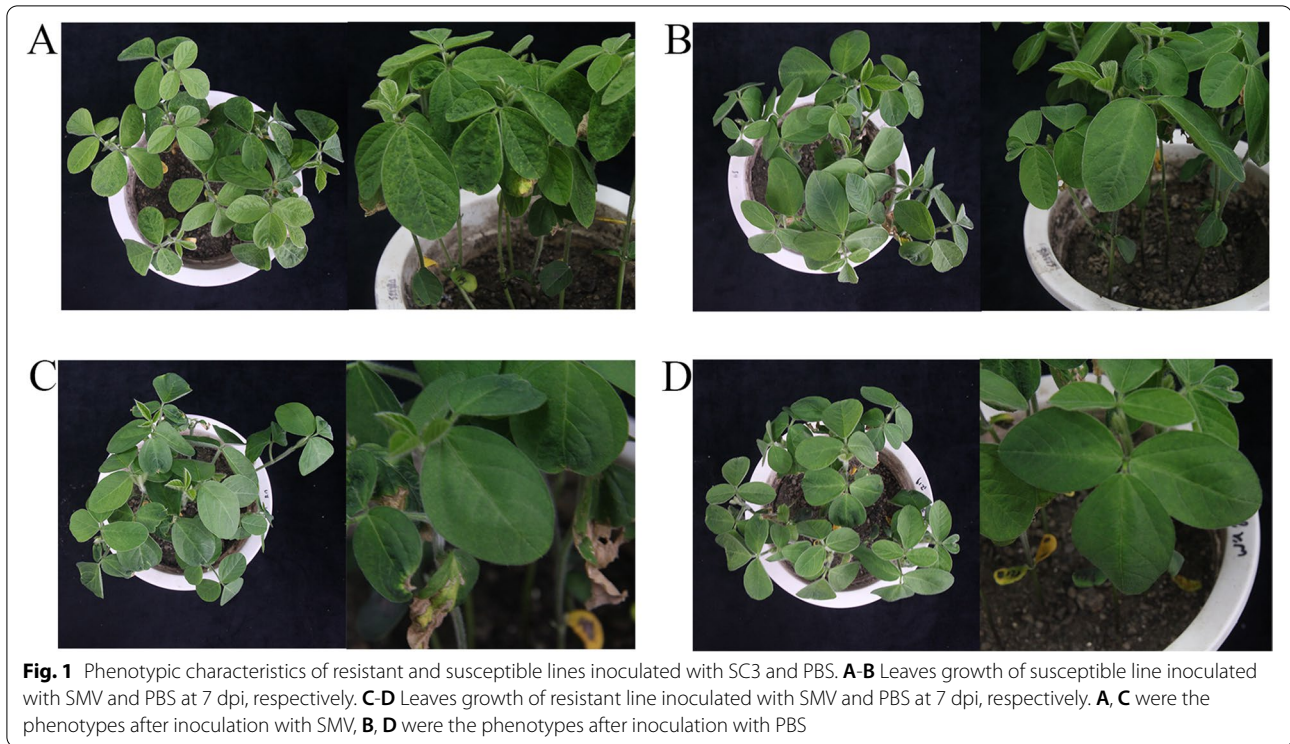 A
B
C
D
Fig. 1 Phenotypic characteristics of resistant and susceptible lines inoculated with SC3 and PBS. A-B Leaves growth of susceptible line inoculated
with SMV and PBS at 7 dpi, respectively. C-D Leaves growth of resistant line inoculated with SMV and PBS at 7 dpi, respectively. A, C were the
phenotypes after inoculation with SMV, B, D were the phenotypes after inoculation with PBS